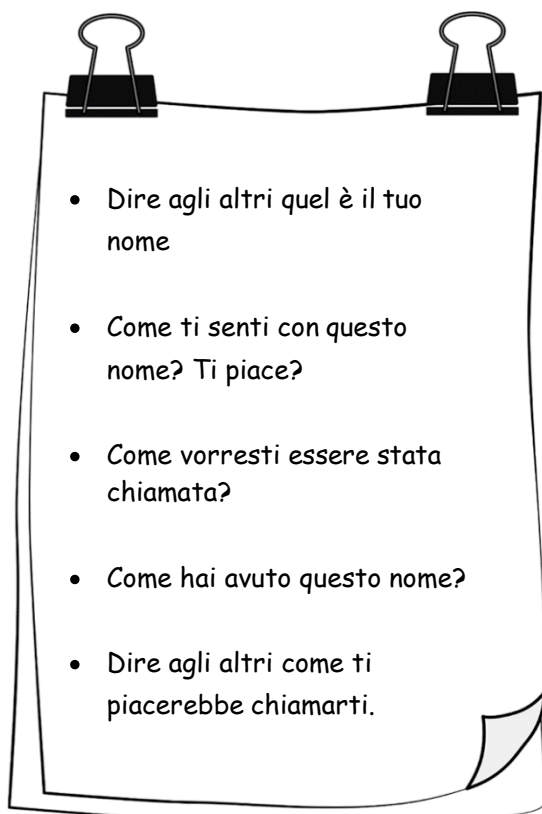 • Dire agli altri quel è il tuo
nome
• Come ti senti con questo
nome? Ti piace?
• Come vorresti essere stata
chiamata?
• Come hai avuto questo nome?
• Dire agli altri come ti
piacerebbe chiamarti.